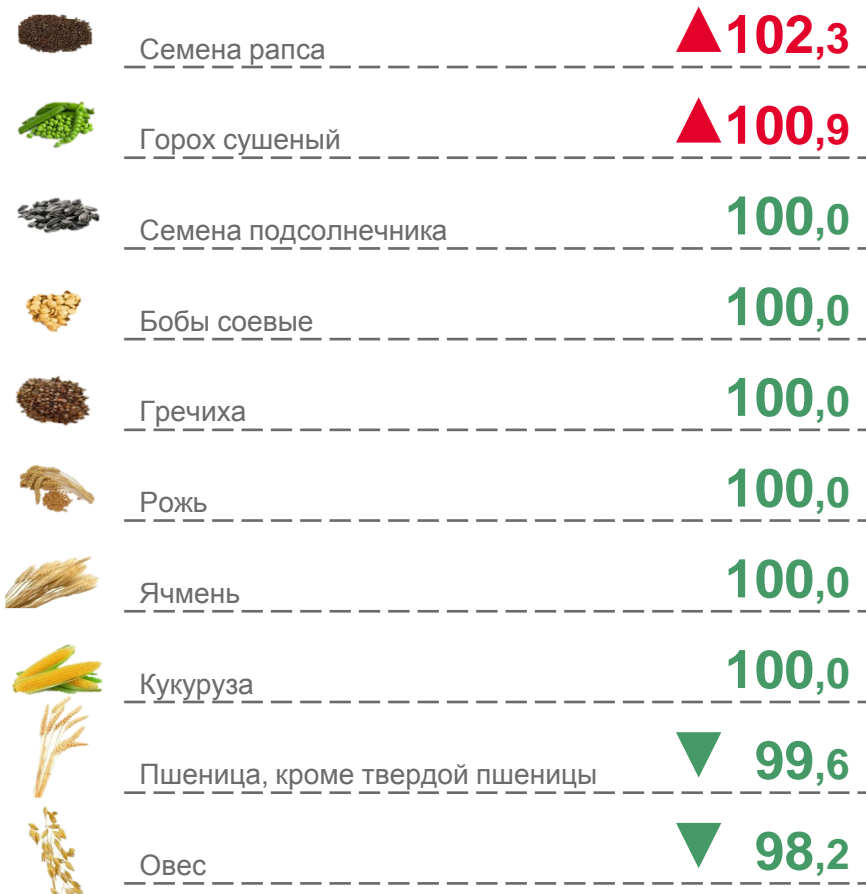 Семена рапса ▲102,3
Горох сушеный ▲100,9
Семена подсолнечника 100,0
Бобы соевые 100,0
Гречиха 100,0
Рожь 100,0
Ячмень 100,0
Кукуруза 100,0
Пшеница, кроме твердой пшеницы ▼ 99,6
Овес ▼ 98,2